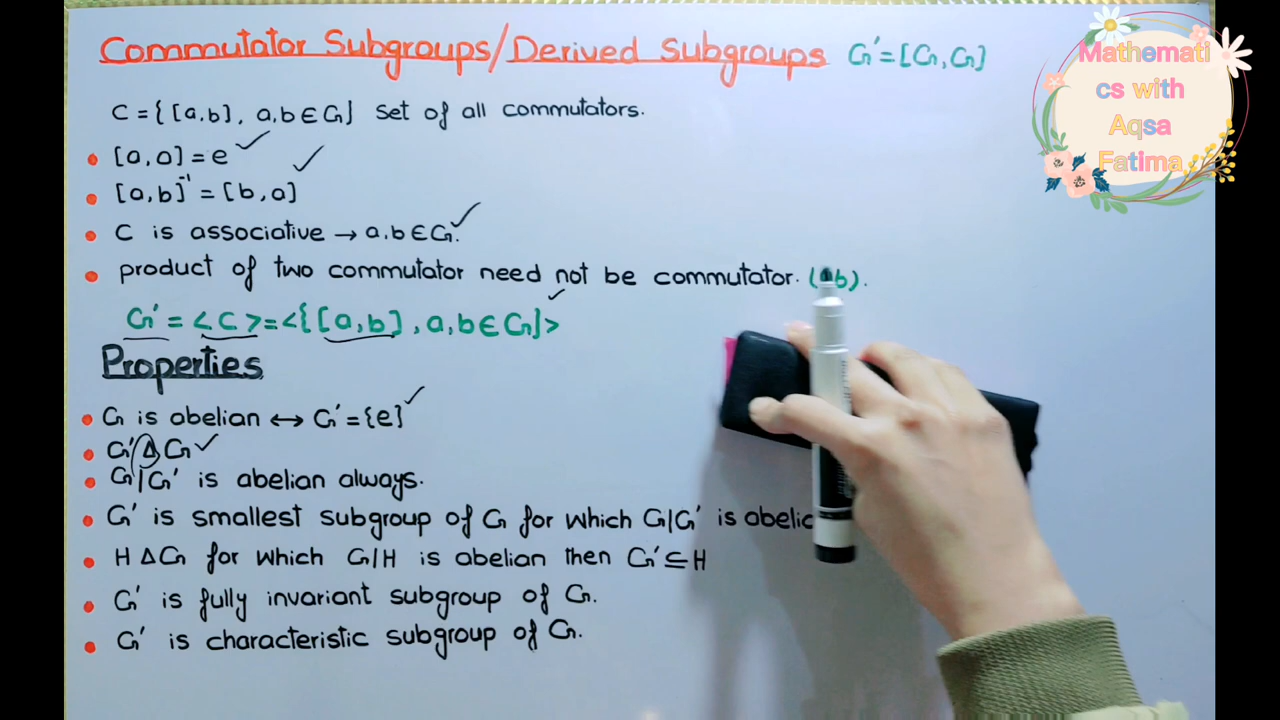 Commutator Subgroups/Derived Subgroups G'=[G,G]
C={[a,b], a,b∈G} set of all commutators.
• [a,a]=e ✓
• [a,b]⁻¹=[b,a] ✓
• C is associative → a,b∈G. ✓
• product of two commutator need not be commutator.
G'=<C>=<{[a,b], a,b∈G}> ✓
Properties
• G is abelian ↔ G'={e} ✓
• G' Δ G ✓
• G|G' is abelian always.
• G' is smallest subgroup of G for which G|G' is
• H Δ G for which G|H is abelian then G'⊆H
• G' is fully invariant subgroup of G.
• G' is characteristic subgroup of G.
Mathemati
cs with
Aqsa
Fatima